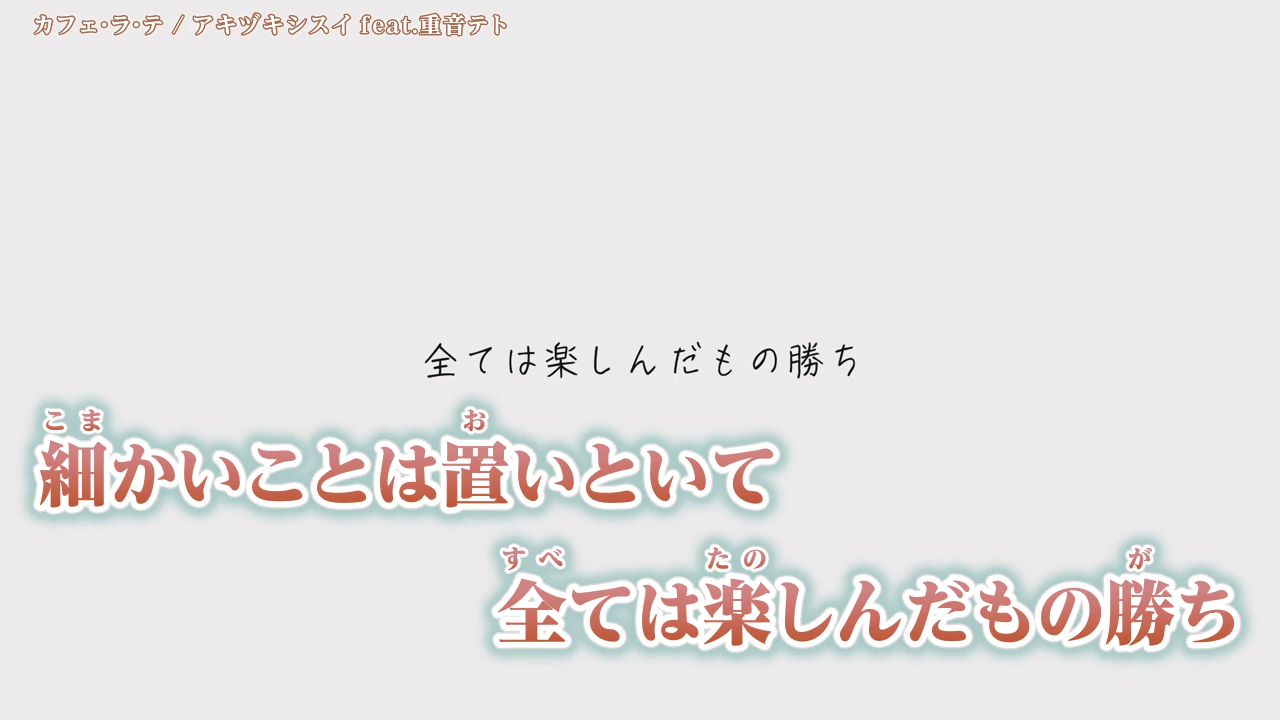 カフェ・ラ・テ / アキヅキシスイ feat.重音テト
全ては楽しんだもの勝ち
こま お
細かいことは置いといて
すべ たの が
全ては楽しんだもの勝ち